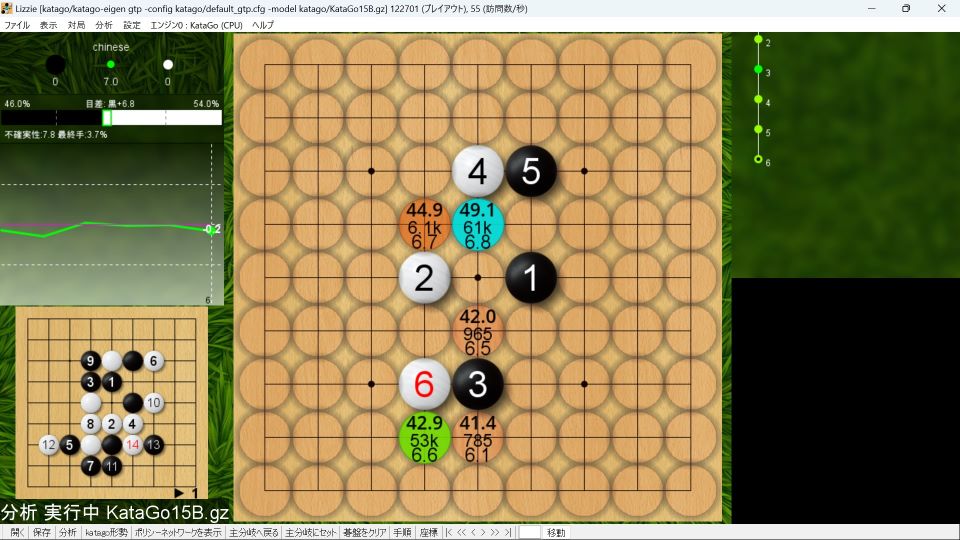 Lizzie [katago/katago-eigen gtp -config katago/default_gtp.cfg -model katago/KataGo15B.gz] 122701 (プレイアウト), 55 (訪問数/秒)
ファイル 表示 対局 分析 設定 エンジン0 : KataGo (CPU) ヘルプ
chinese
0 7.0 0
46.0% 目差: 黒+6.8 54.0%
不確実性:7.8 最終手:3.7%
-0.2
6
2
3
4
5
6
4 5
44.9 49.1
6.1k 61k
6.7 6.8
2 1
42.0
965
6.5
6 3
42.9 41.4
53k 785
6.6 6.1
9 6
3 1
10
8 2 4
12 5 14 13
7 11
▶ 1
分析 実行中 KataGo15B.gz
開く 保存 分析 katago形勢 ポリシーネットワークを表示 主分岐へ戻る 主分岐にセット 碁盤をクリア 手順 座標 |< << < > >> >| 移動